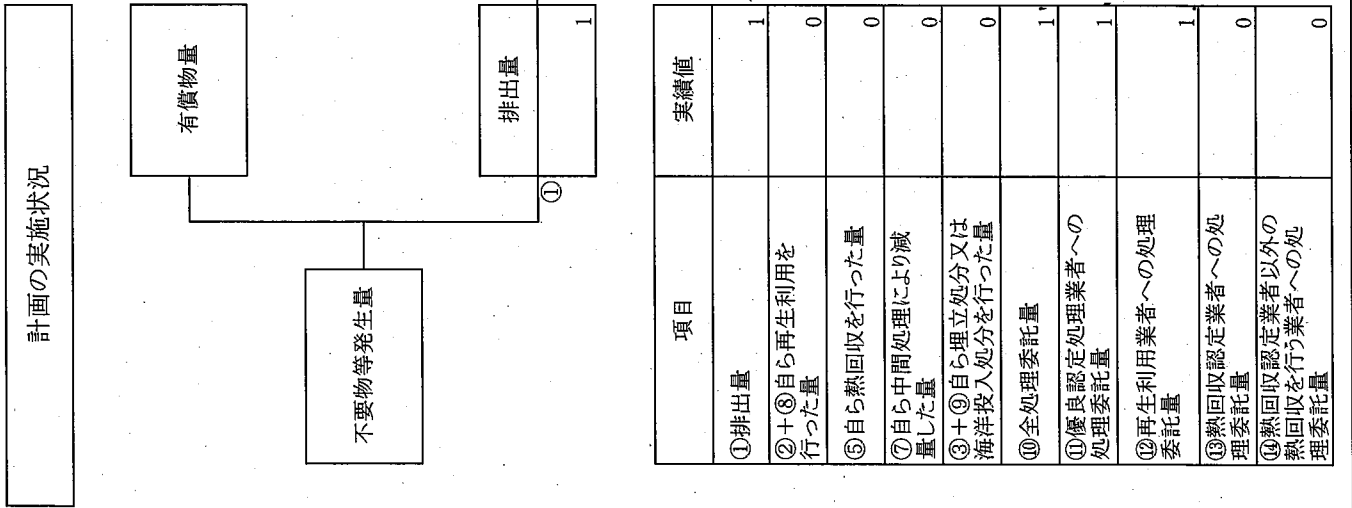 計画の実施状況
有償物量
不要物等発生量
排出量
①
1
項目
実績値
①排出量
1
②+⑧自ら再生利用を
行った量
0
⑤自ら熱回収を行った量
0
⑦自ら中間処理により減
量した量
0
③+⑨自ら埋立処分又は
海洋投入処分を行った量
0
⑩全処理委託量
1
⑪優良認定処理業者への
処理委託量
1
⑫再生利用業者への処理
委託量
1
⑬熱回収認定業者への処
理委託量
0
⑭熱回収認定業者以外の
熱回収を行う業者への処
理委託量
0